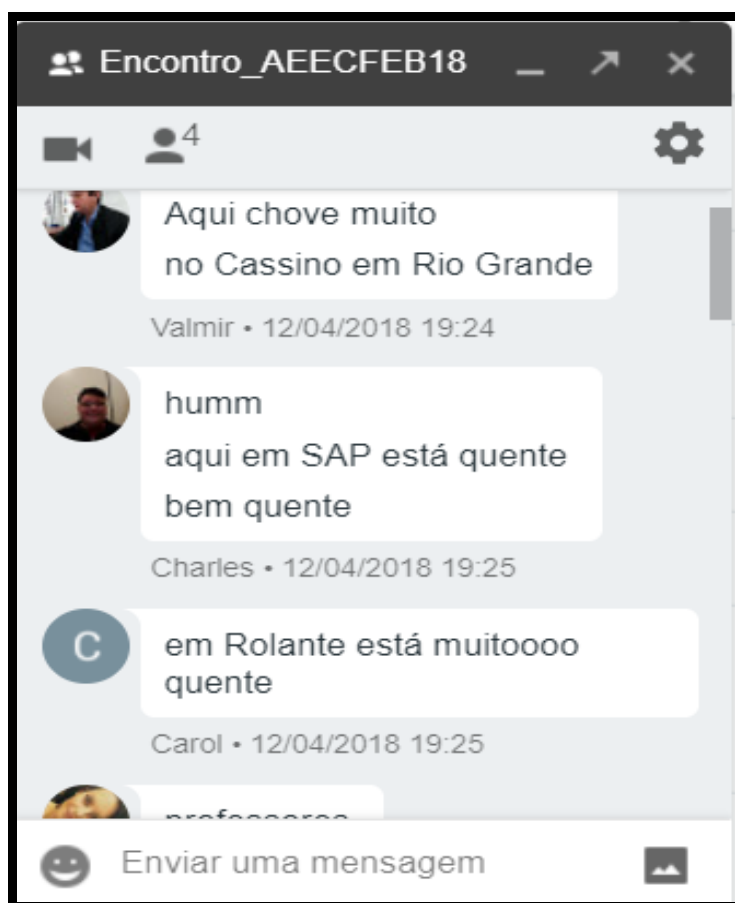 Encontro_AEECFEB18
4
Aqui chove muito
no Cassino em Rio Grande
Valmir • 12/04/2018 19:24
humm
aqui em SAP está quente
bem quente
Charles • 12/04/2018 19:25
C
em Rolante está muitoooo
quente
Carol • 12/04/2018 19:25
Enviar uma mensagem